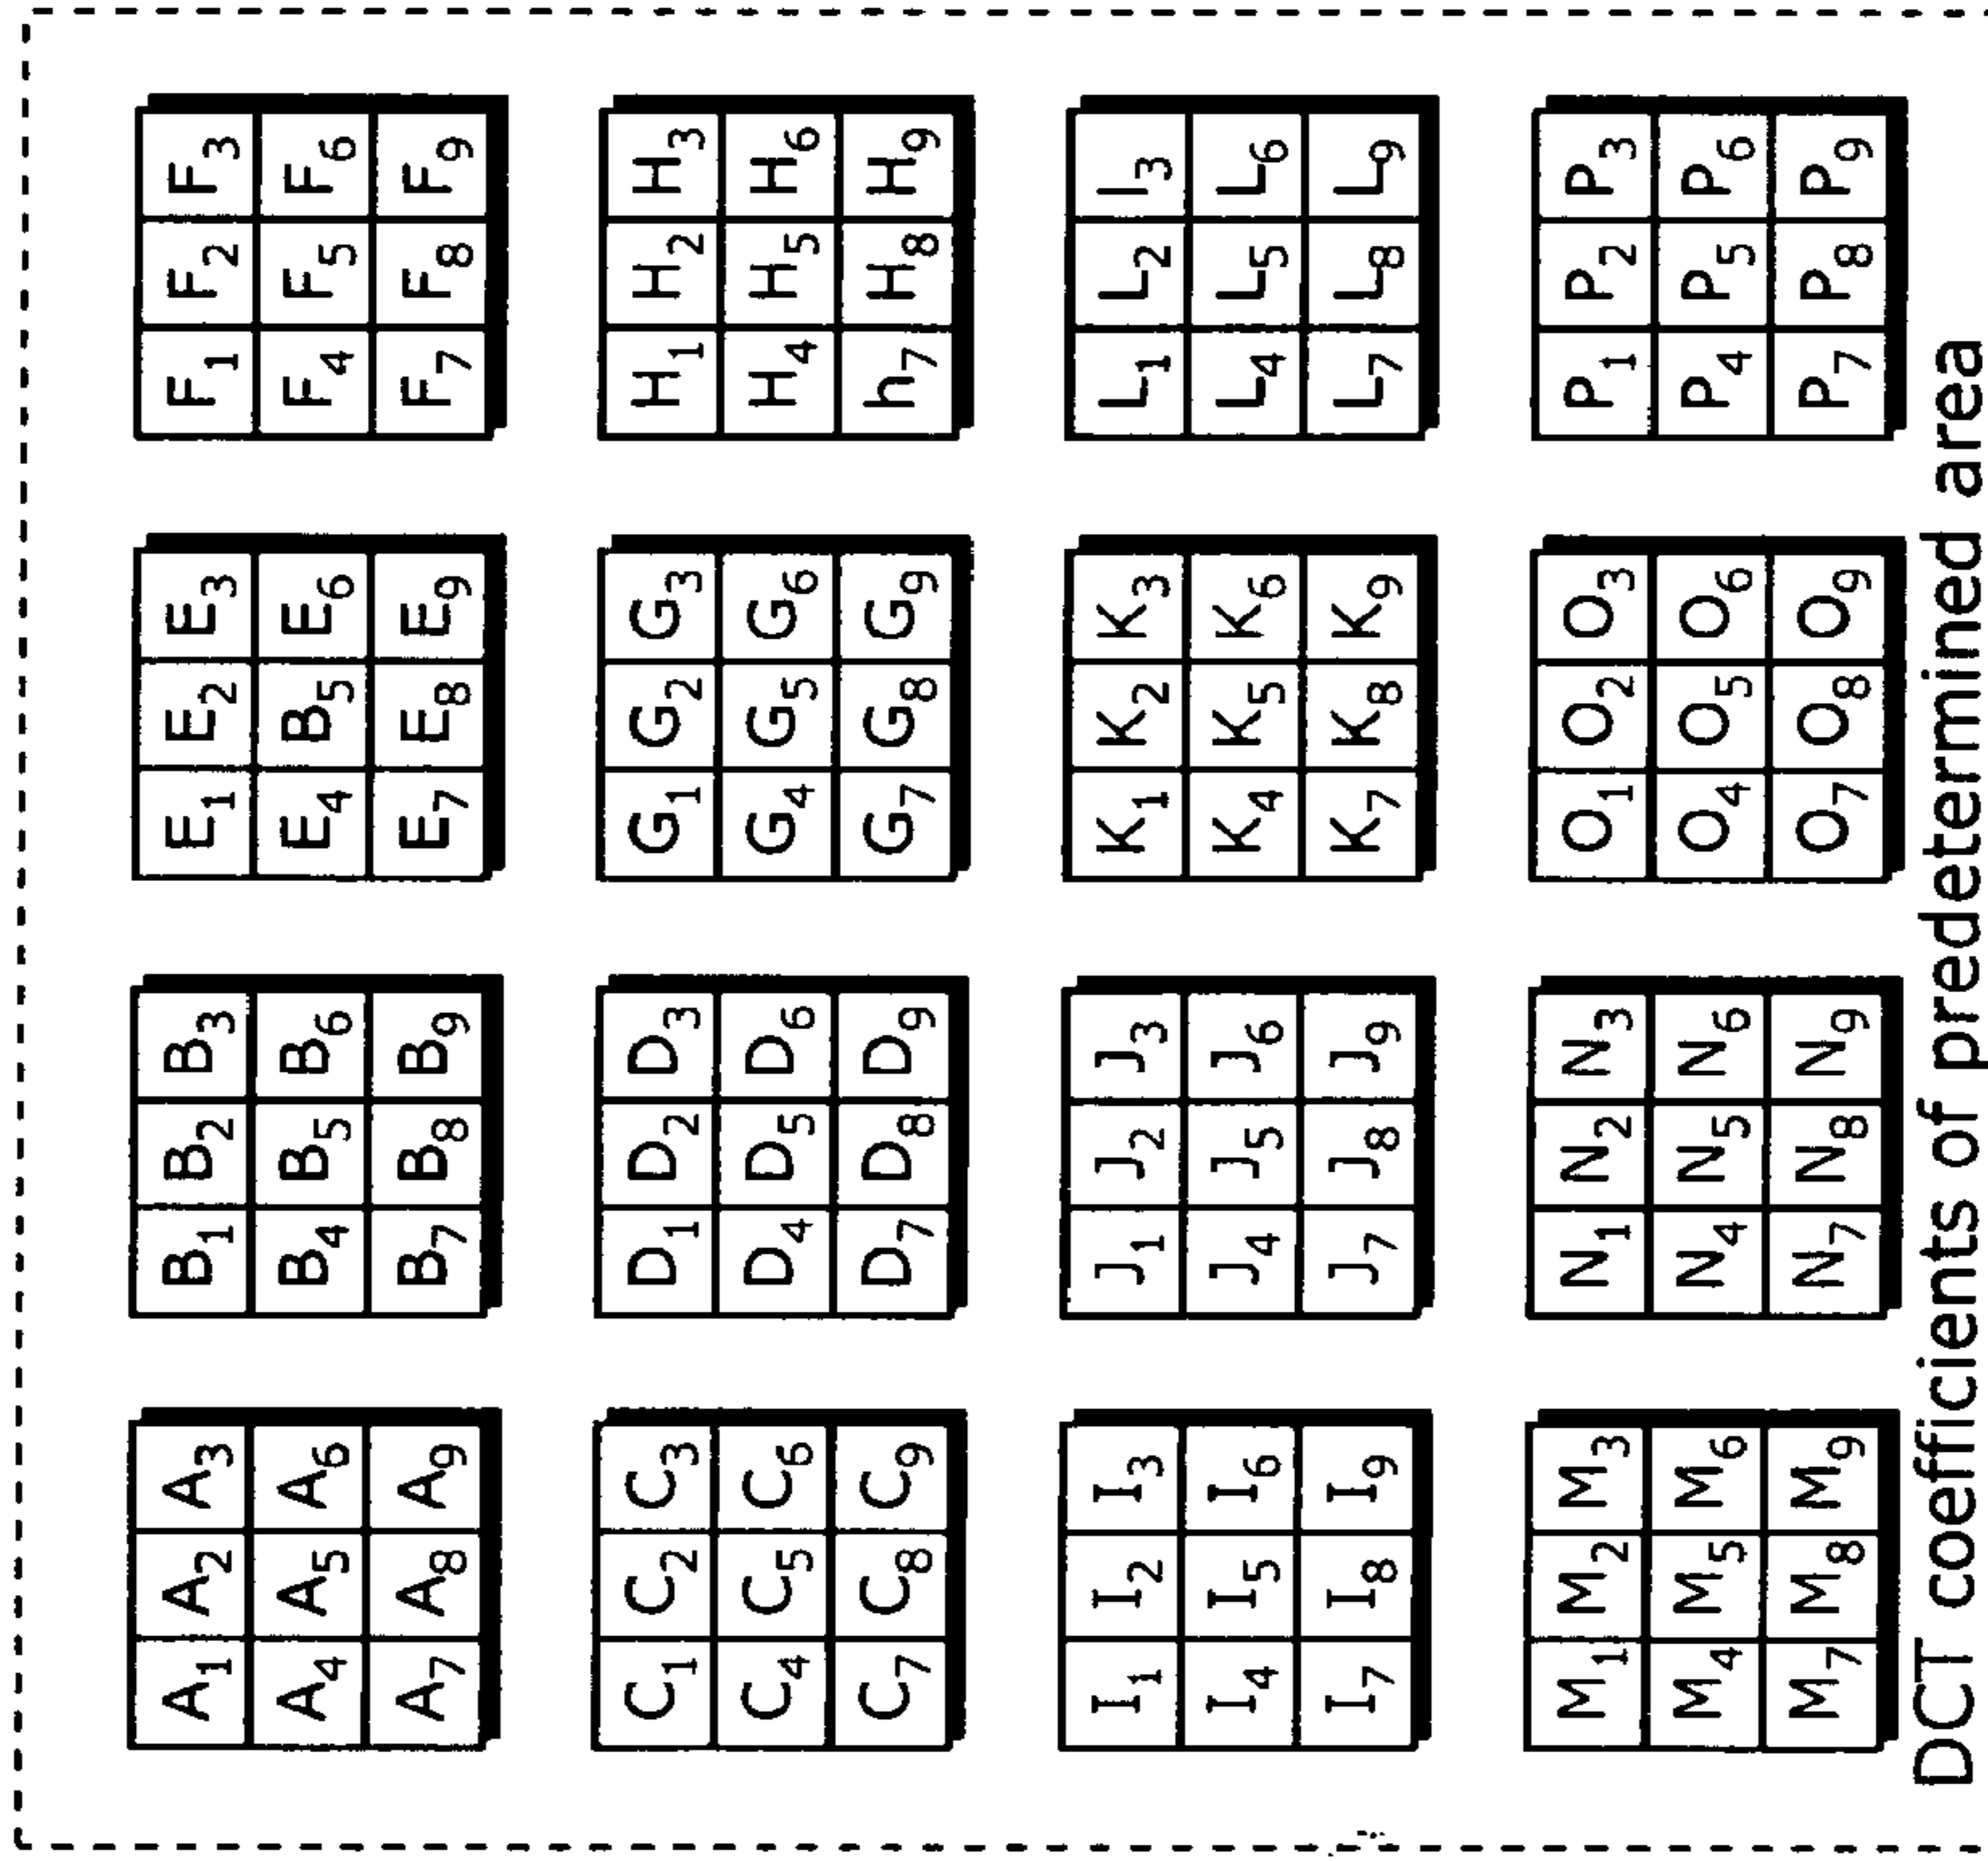 A₁ A₂ A₃ B₁ B₂ B₃ E₁ E₂ E₃ F₁ F₂ F₃
A₄ A₅ A₆ B₄ B₅ B₆ E₄ B₅ E₆ F₄ F₅ F₆
A₇ A₈ A₉ B₇ B₈ B₉ E₇ E₈ E₉ F₇ F₈ F₉
C₁ C₂ C₃ D₁ D₂ D₃ G₁ G₂ G₃ H₁ H₂ H₃
C₄ C₅ C₆ D₄ D₅ D₆ G₄ G₅ G₆ H₄ H₅ H₆
C₇ C₈ C₉ D₇ D₈ D₉ G₇ G₈ G₉ h₇ H₈ H₉
I₁ I₂ I₃ J₁ J₂ J₃ K₁ K₂ K₃ L₁ L₂ l₃
I₄ I₅ I₆ J₄ J₅ J₆ K₄ K₅ K₆ L₄ L₅ L₆
I₇ I₈ I₉ J₇ J₈ J₉ K₇ K₈ K₉ L₇ L₈ L₉
M₁ M₂ M₃ N₁ N₂ N₃ O₁ O₂ O₃ P₁ P₂ P₃
M₄ M₅ M₆ N₄ N₅ N₆ O₄ O₅ O₆ P₄ P₅ P₆
M₇ M₈ M₉ N₇ N₈ N₉ O₇ O₈ O₉ P₇ P₈ P₉
DCT coefficients of predetermined area